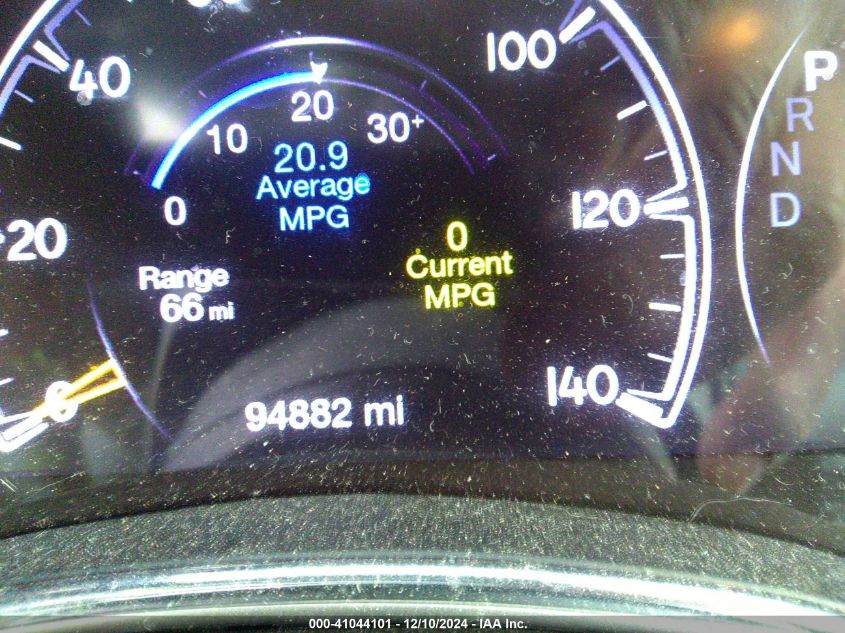 40
20
100
120
140
10
20
30+
0
20.9
Average
MPG
0
Current
MPG
Range
66 mi
0
94882 mi
P
R
N
D
000-41044101 - 12/10/2024 - IAA Inc.